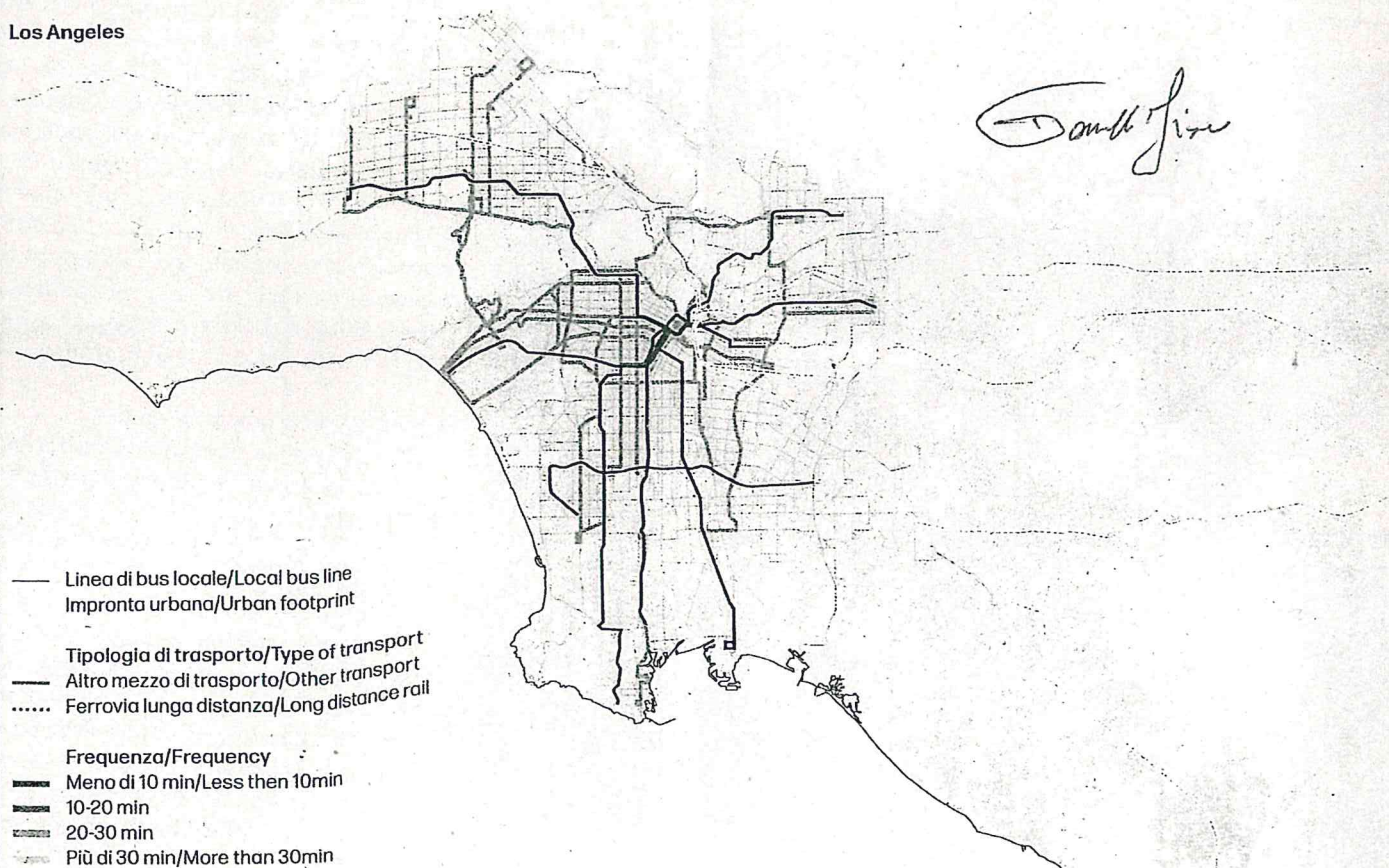 Los Angeles
Linea di bus locale/Local bus line
Impronta urbana/Urban footprint
Tipologia di trasporto/Type of transport
Altro mezzo di trasporto/Other transport
Ferrovia lunga distanza/Long distance rail
Frequenza/Frequency
Meno di 10 min/Less then 10min
10-20 min
20-30 min
Più di 30 min/More than 30min